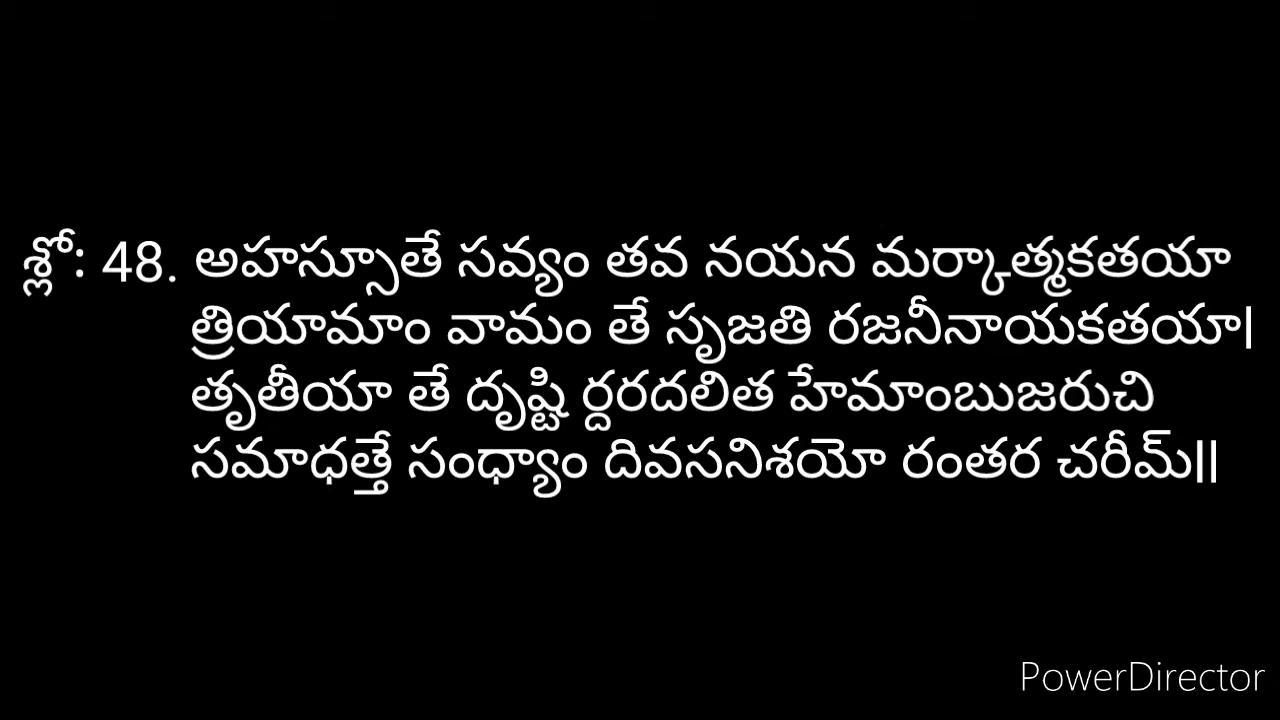 శ్లో: 48. అహస్సూతే సవ్యం తవ నయన మర్కాత్మకతయా
త్రియామాం వామం తే సృజతి రజనీనాయకతయా।
తృతీయా తే దృష్టి ర్దరదలిత హేమాంబుజరుచి
సమాధత్తే సంధ్యాం దివసనిశయో రంతర చరీమ్॥
PowerDirector